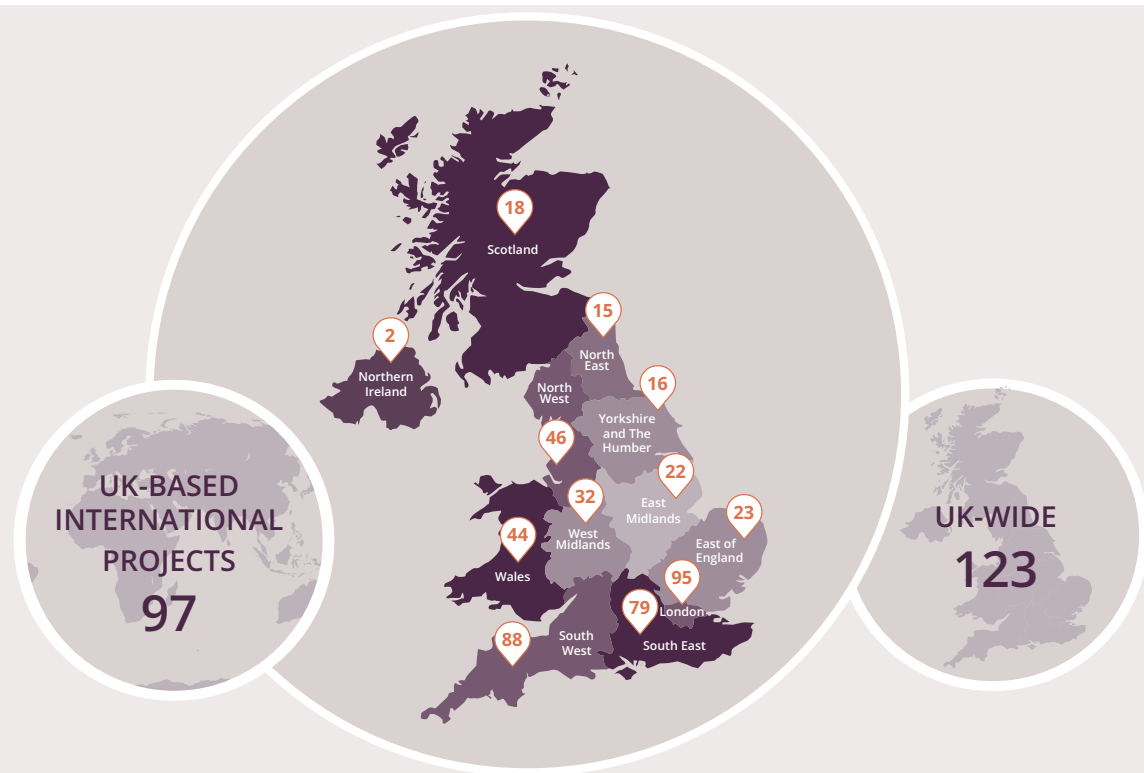 18
Scotland
15
North
East
2
Northern
Ireland
North
West
16
Yorkshire
and The
Humber
46
22
East
Midlands
32
West
Midlands
23
East of
England
44
Wales
95
London
79
South East
88
South
West
UK-BASED
INTERNATIONAL
PROJECTS
97
UK-WIDE
123